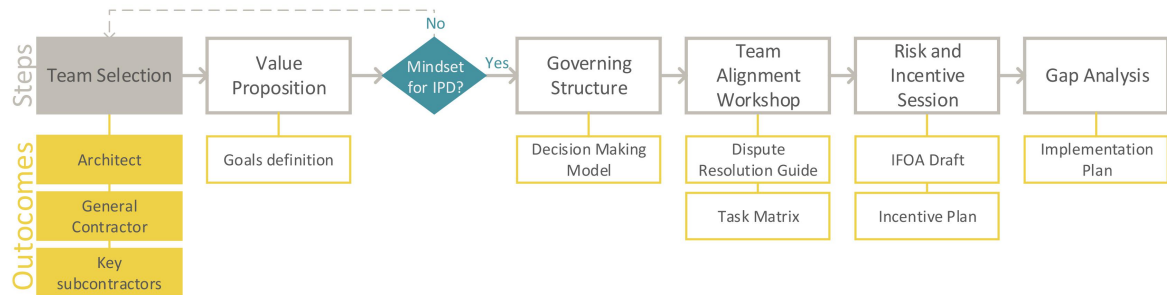 No
Steps
Team Selection
Value
Proposition
Mindset
for IPD?
Yes
Governing
Structure
Team
Alignment
Workshop
Risk and
Incentive
Session
Gap Analysis
Outcomes
Architect
General
Contractor
Key
subcontractors
Goals definition
Decision Making
Model
Dispute
Resolution Guide
Task Matrix
IFOA Draft
Incentive Plan
Implementation
Plan